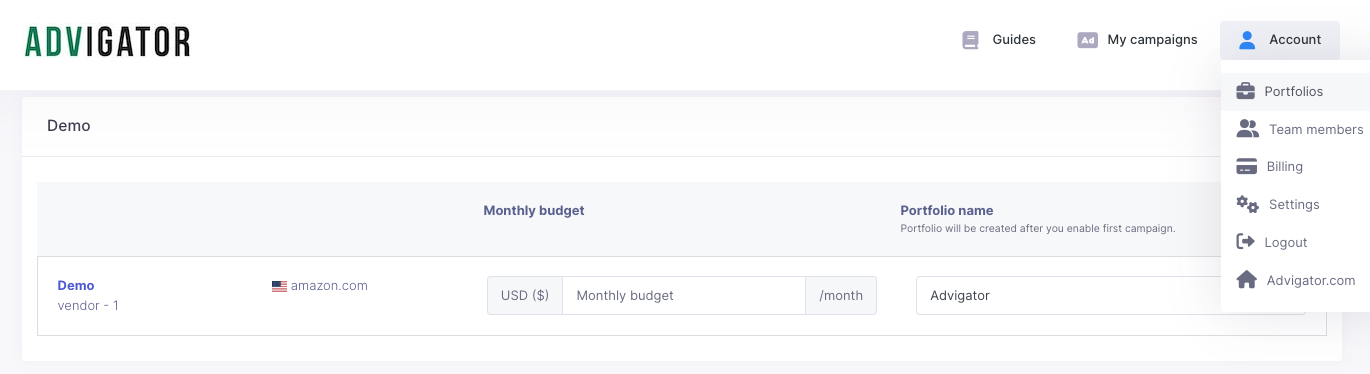 ADVIGATOR
Guides
Ad
My campaigns
Account
Portfolios
Team members
Billing
Settings
Logout
Advigator.com
Demo
Monthly budget
Portfolio name
Portfolio will be created after you enable first campaign.
Demo
vendor - 1
amazon.com
USD ($)
Monthly budget
/month
Advigator